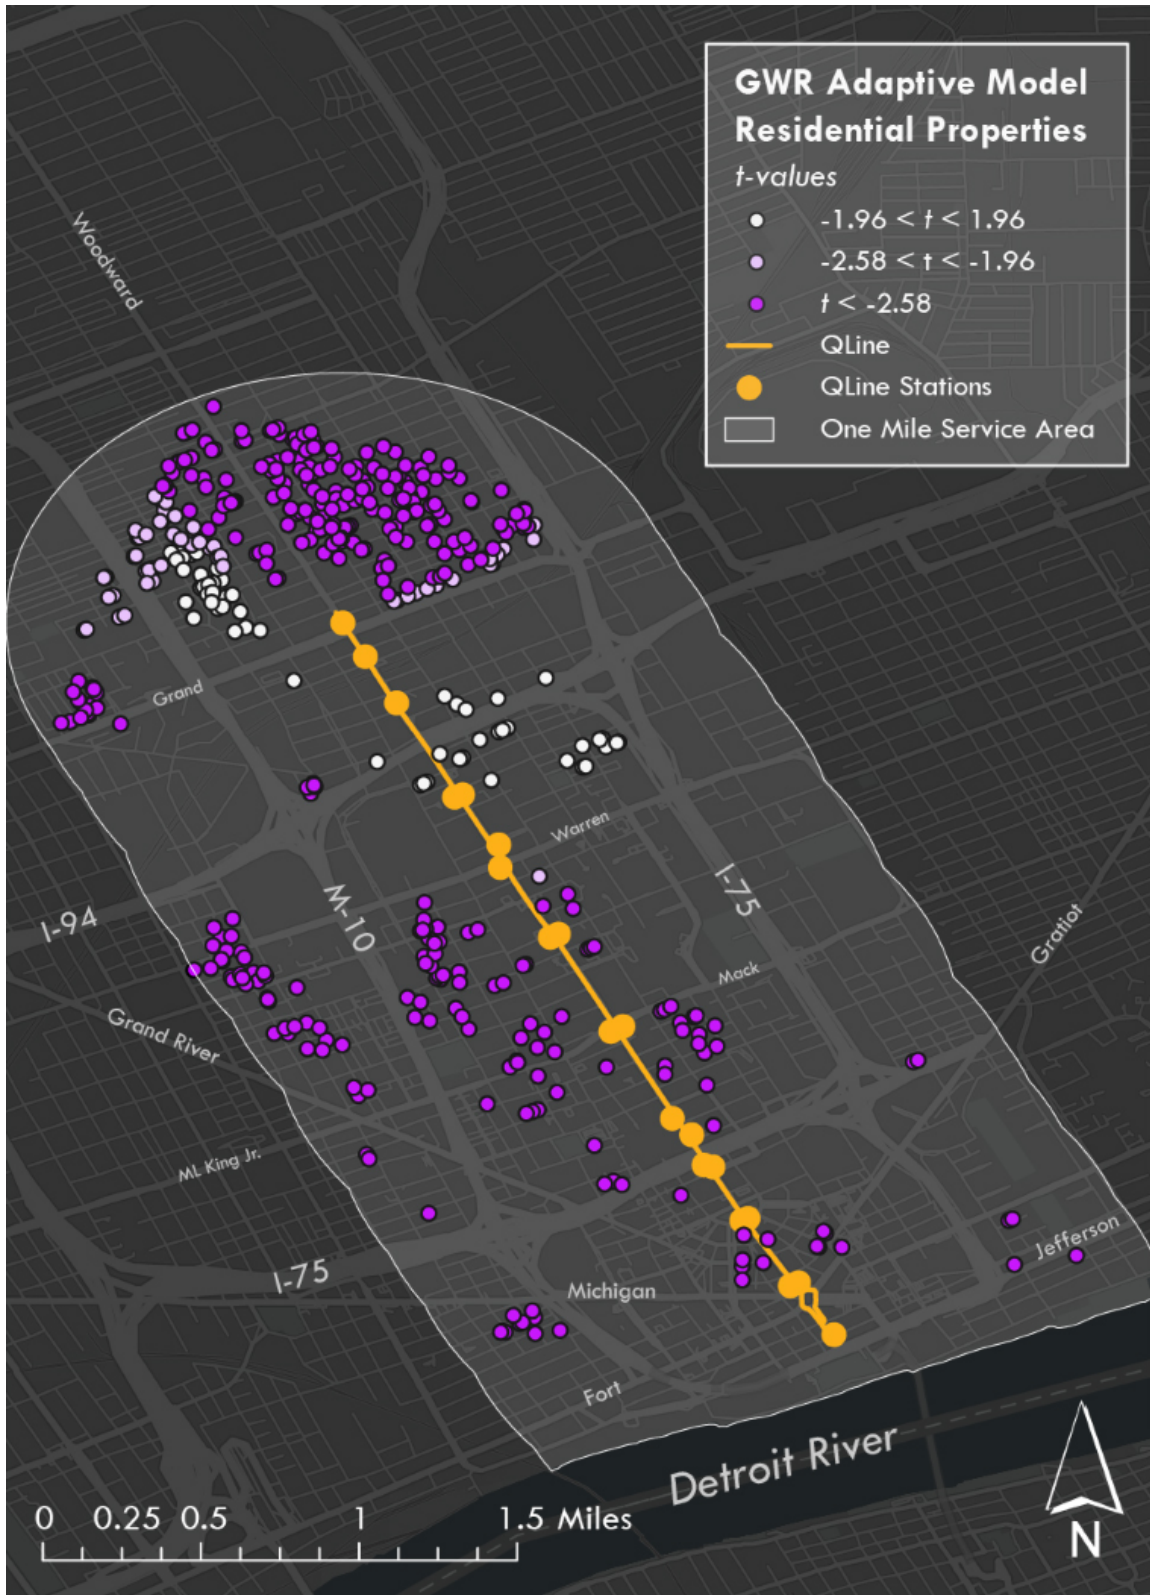 GWR Adaptive Model
Residential Properties
t-values
-1.96 < t < 1.96
-2.58 < t < -1.96
t < -2.58
QLine
QLine Stations
One Mile Service Area
Woodward
Grand
Warren
I-75
M-10
I-94
Gratiot
Mack
Grand River
ML King Jr.
Jefferson
I-75
Michigan
Fort
Detroit River
0 0.25 0.5 1 1.5 Miles
N